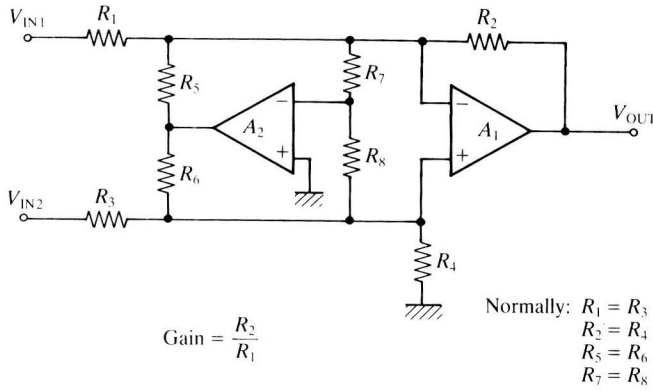 V_IN1
R_1
R_2
R_5
R_7
−
A_2
+
−
A_1
+
V_OUT
R_6
R_8
V_IN2
R_3
R_4
Gain = R_2/R_1
Normally: R_1 = R_3
R_2 = R_4
R_5 = R_6
R_7 = R_8